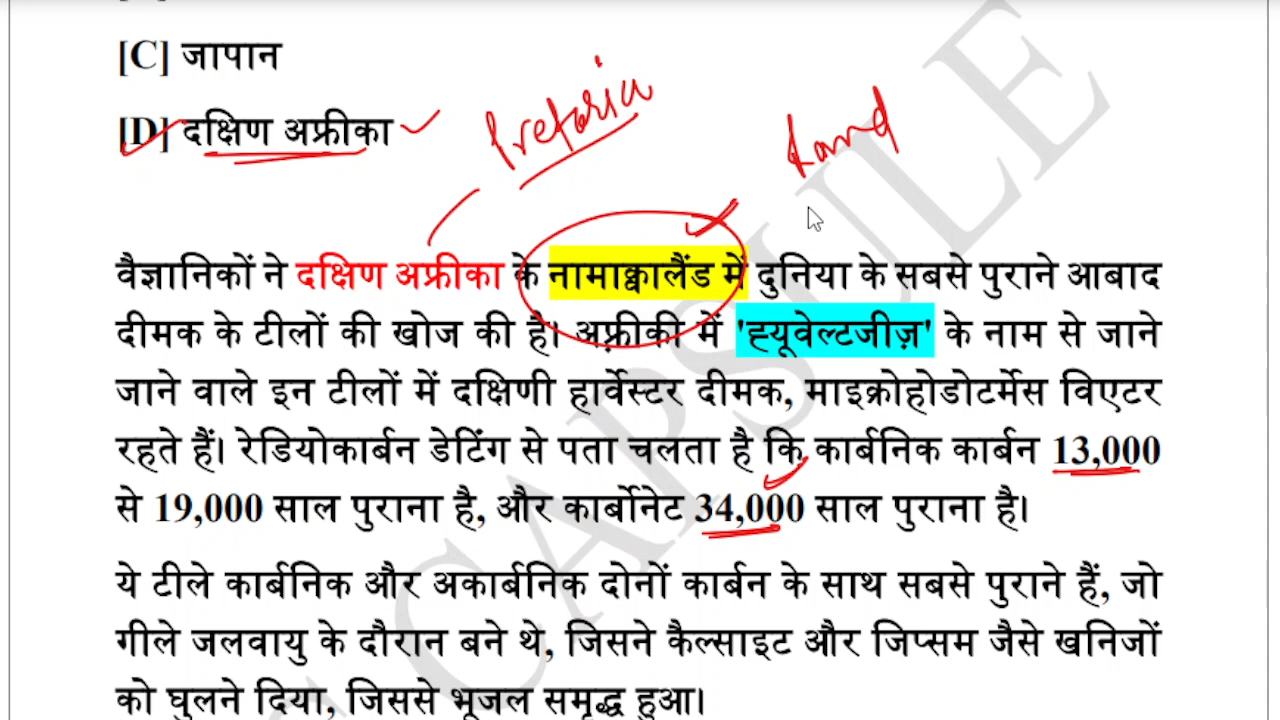 [C] जापान
[D] दक्षिण अफ्रीका
Pretoria
Rand
वैज्ञानिकों ने दक्षिण अफ्रीका के नामाक्वालैंड में दुनिया के सबसे पुराने आबाद
दीमक के टीलों की खोज की है। अफ़्रीकी में 'ह्यूवेल्टजीज़' के नाम से जाने
जाने वाले इन टीलों में दक्षिणी हार्वेस्टर दीमक, माइक्रोहोडोटर्मेस विएटर
रहते हैं। रेडियोकार्बन डेटिंग से पता चलता है कि कार्बनिक कार्बन 13,000
से 19,000 साल पुराना है, और कार्बोनेट 34,000 साल पुराना है।
ये टीले कार्बनिक और अकार्बनिक दोनों कार्बन के साथ सबसे पुराने हैं, जो
गीले जलवायु के दौरान बने थे, जिसने कैल्साइट और जिप्सम जैसे खनिजों
को घुलने दिया, जिससे भूजल समृद्ध हुआ।
CAPSULE